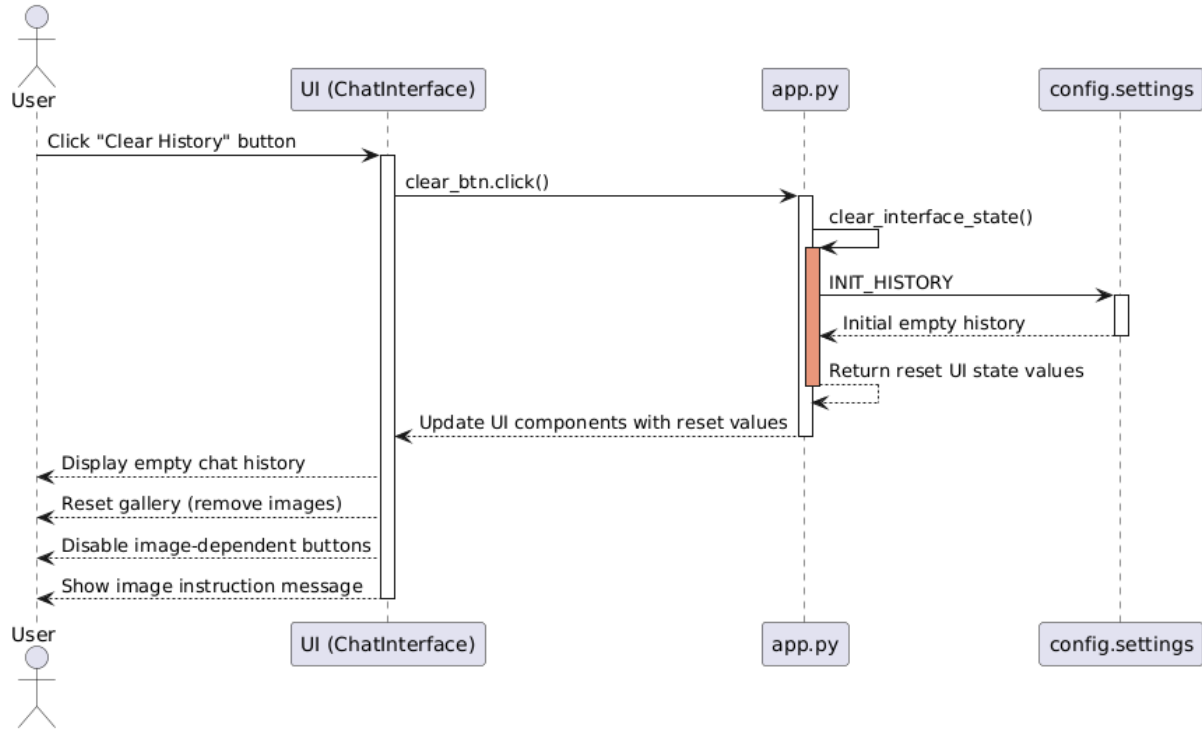 User
UI (ChatInterface)
app.py
config.settings
Click "Clear History" button
clear_btn.click()
clear_interface_state()
INIT_HISTORY
Initial empty history
Return reset UI state values
Update UI components with reset values
Display empty chat history
Reset gallery (remove images)
Disable image-dependent buttons
Show image instruction message
User
UI (ChatInterface)
app.py
config.settings